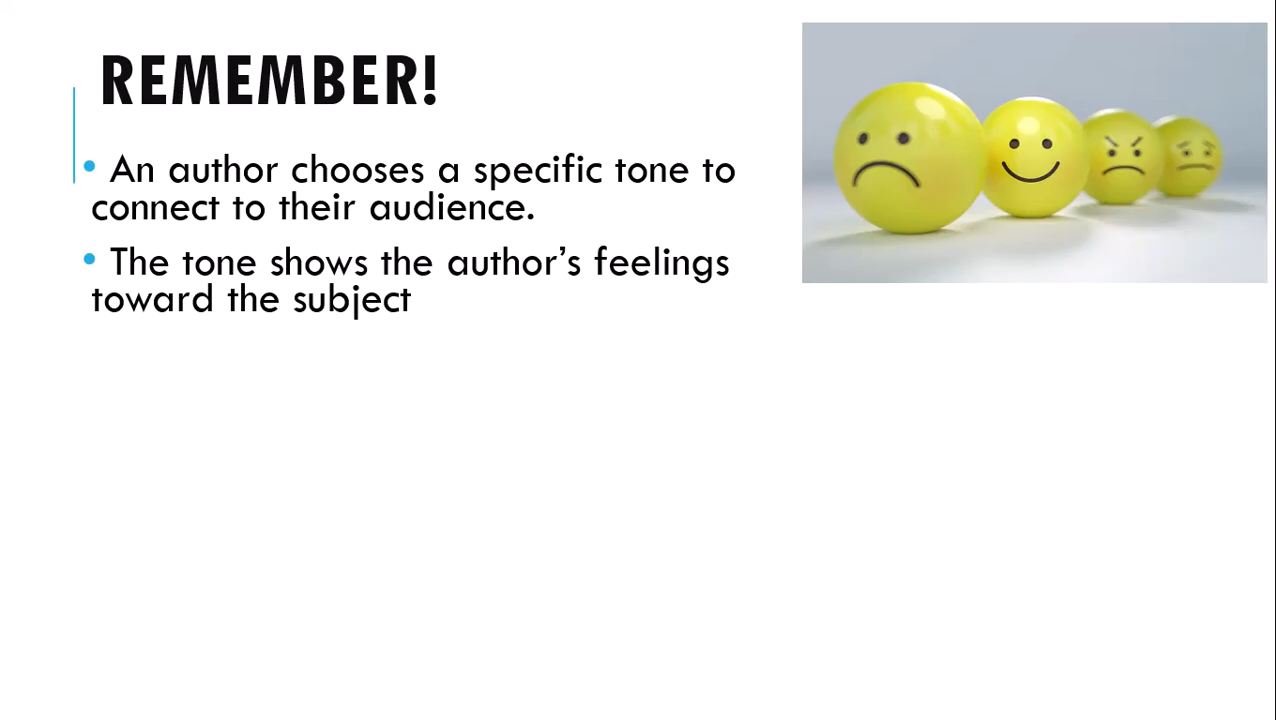 REMEMBER!
• An author chooses a specific tone to
connect to their audience.
• The tone shows the author’s feelings
toward the subject